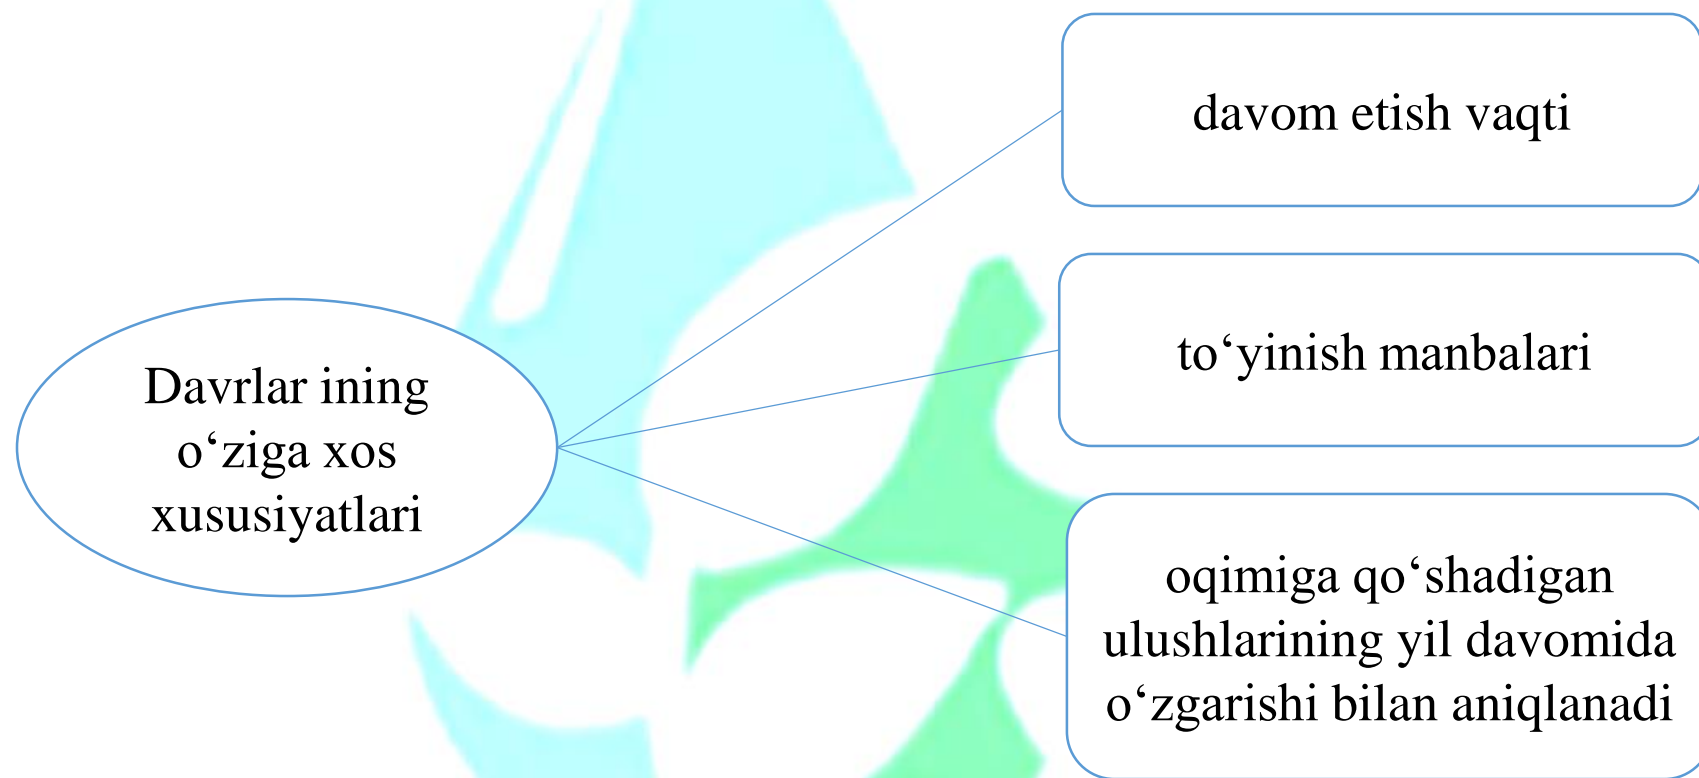 Davrlar ining
o‘ziga xos
xususiyatlari
davom etish vaqti
to‘yinish manbalari
oqimiga qo‘shadigan
ulushlarining yil davomida
o‘zgarishi bilan aniqlanadi